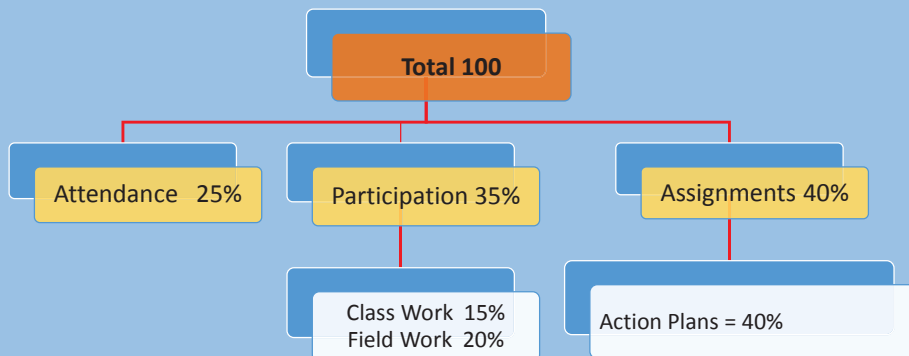 Total 100
Attendance 25%
Participation 35%
Assignments 40%
Class Work 15%
Field Work 20%
Action Plans = 40%